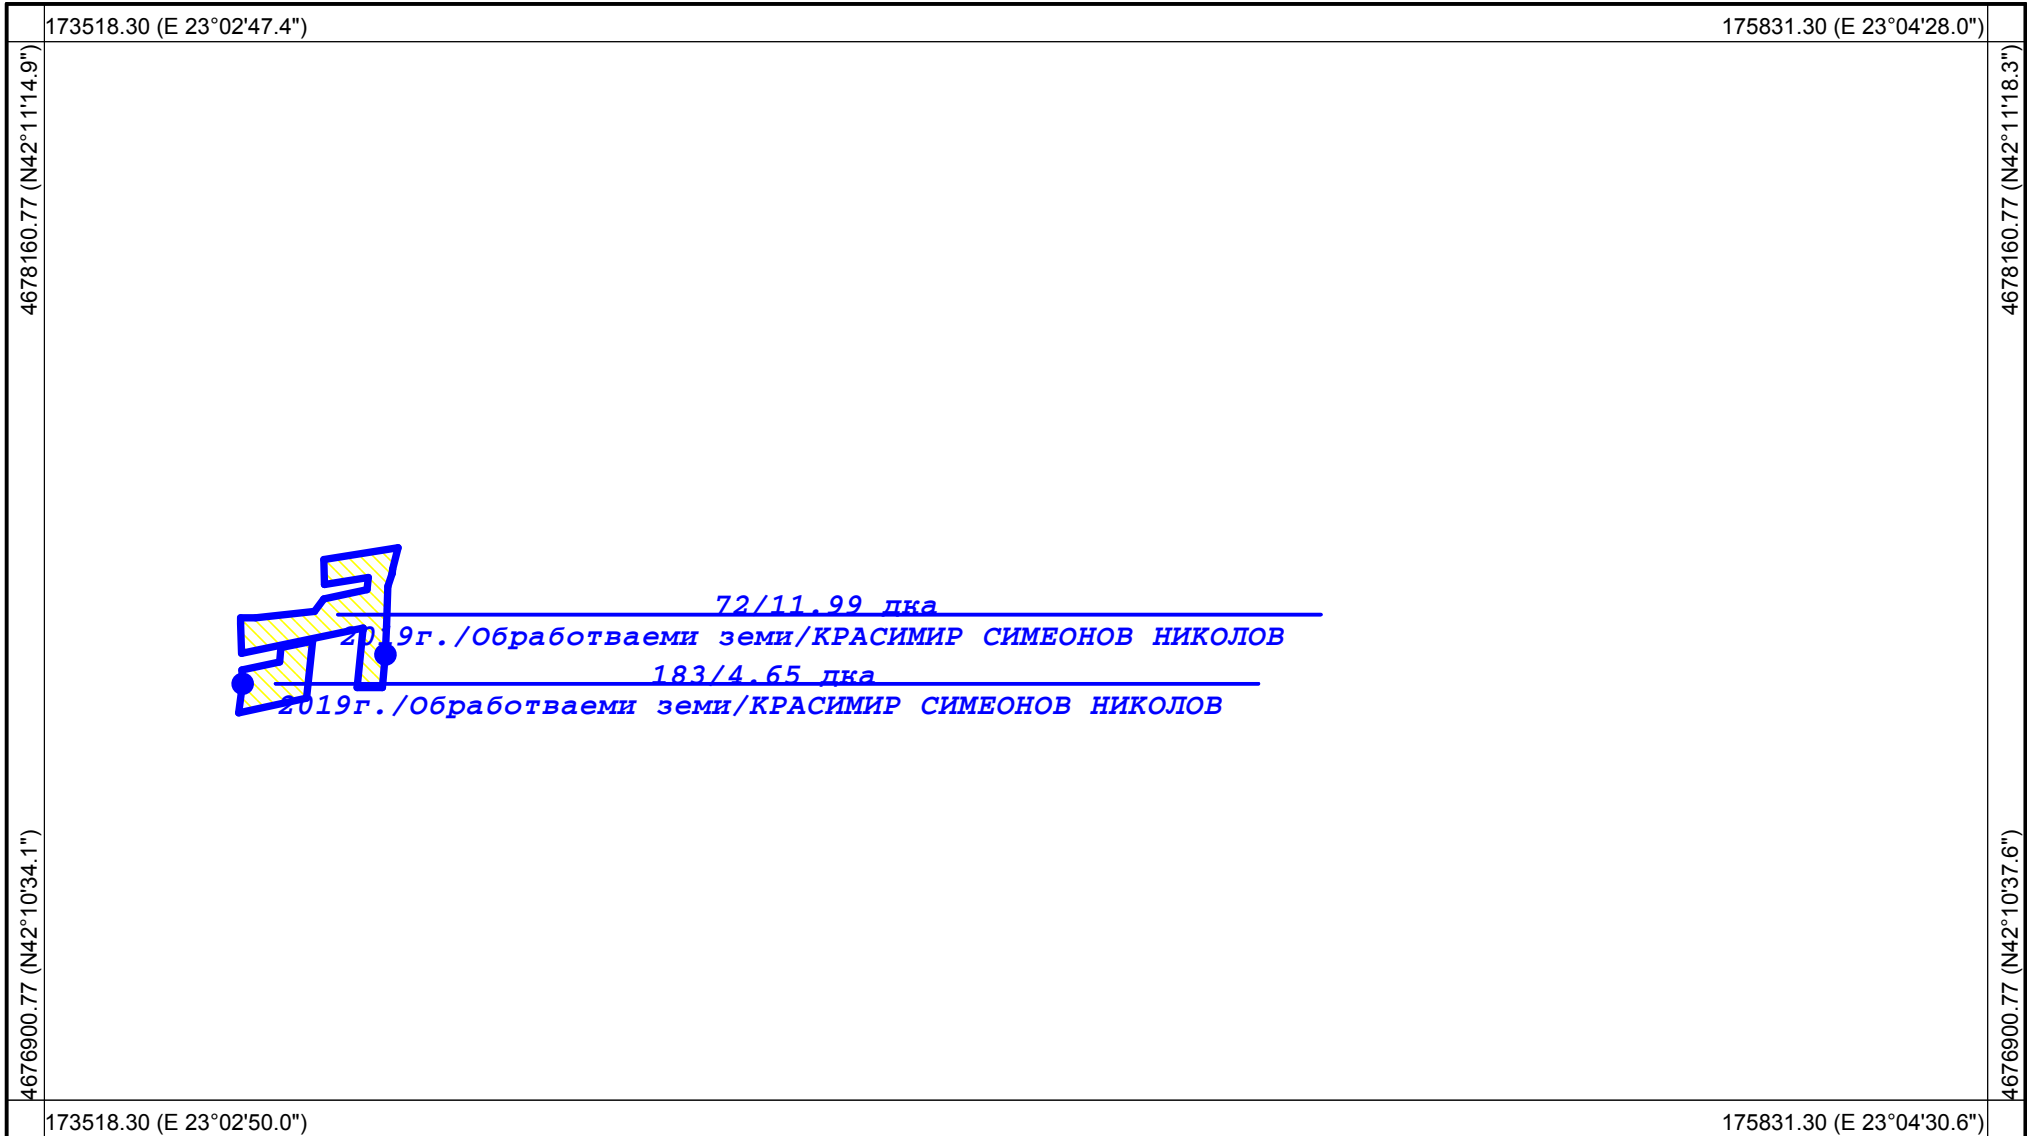 173518.30 (E 23°02'47.4")
175831.30 (E 23°04'28.0")
4678160.77 (N42°11'14.9")
4678160.77 (N42°11'18.3")
72/11.99 дка
2019г./Обработваеми земи/КРАСИМИР СИМЕОНОВ НИКОЛОВ
183/4.65 дка
2019г./Обработваеми земи/КРАСИМИР СИМЕОНОВ НИКОЛОВ
4676900.77 (N42°10'34.1")
4676900.77 (N42°10'37.6")
173518.30 (E 23°02'50.0")
175831.30 (E 23°04'30.6")